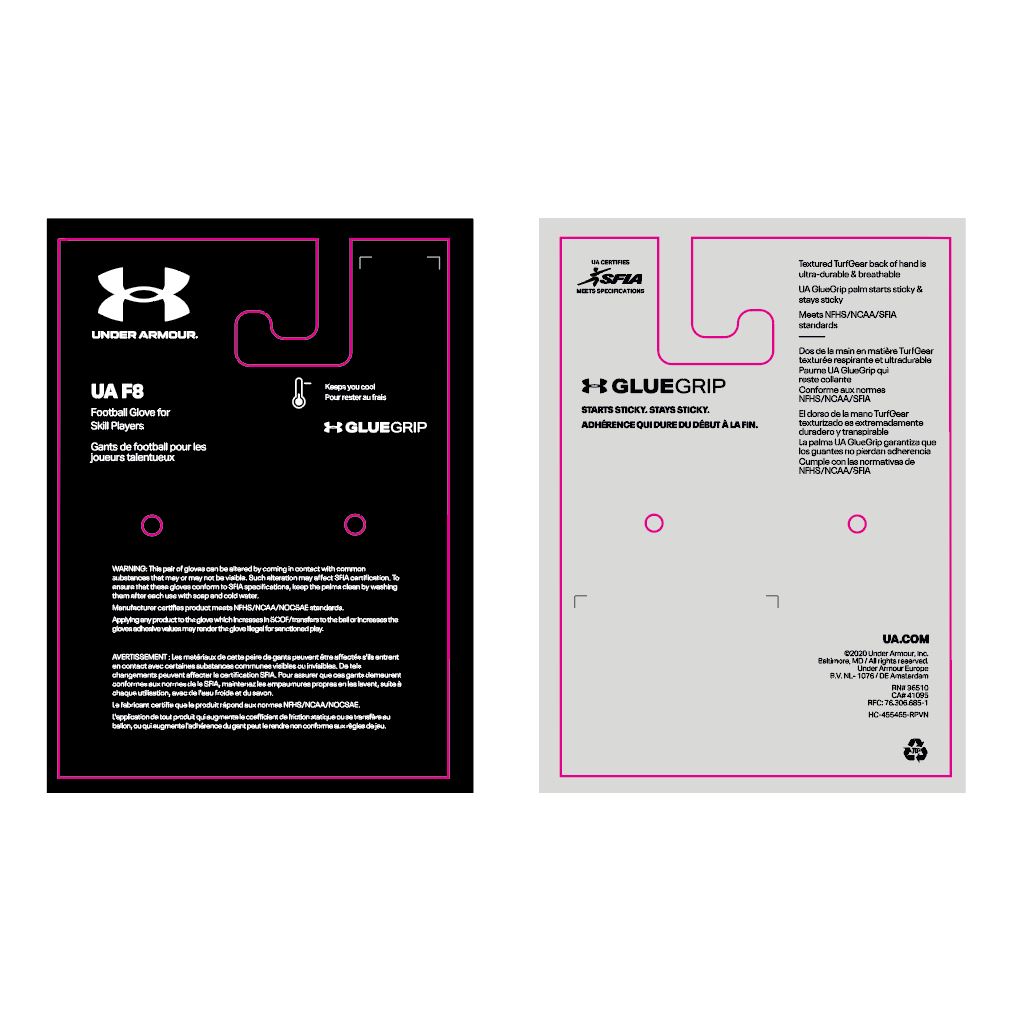 UNDER ARMOUR.
UA F8
Football Glove for
Skill Players
Gants de football pour les
joueurs talentueux
Keeps you cool
Pour rester au frais
GLUEGRIP
WARNING: This pair of gloves can be altered by coming in contact with common
substances that may or may not be visible. Such alteration may affect SFIA certification. To
ensure that these gloves conform to SFIA specifications, keep the palms clean by washing
them after each use with soap and cold water.
Manufacturer certifies product meets NFHS/NCAA/NOCSAE standards.
Applying any product to the glove which increases in SCOF/transfers to the ball or increases the
gloves adhesive values may render the glove illegal for sanctioned play.
AVERTISSEMENT : Les matériaux de cette paire de gants peuvent être affectés s'ils entrent
en contact avec certaines substances communes visibles ou invisibles. De tels
changements peuvent affecter la certification SFIA. Pour assurer que ces gants demeurent
conformes aux normes de la SFIA, maintenez les empaumures propres en les lavant, suite à
chaque utilisation, avec de l'eau froide et du savon.
Le fabricant certifie que le produit répond aux normes NFHS/NCAA/NOCSAE.
L'application de tout produit qui augmente le coefficient de friction statique ou se transfère au
ballon, ou qui augmente l'adhérence du gant peut le rendre non conforme aux règles de jeu.
UA CERTIFIES
SFIA
MEETS SPECIFICATIONS
GLUEGRIP
STARTS STICKY. STAYS STICKY.
ADHÉRENCE QUI DURE DU DÉBUT À LA FIN.
Textured TurfGear back of hand is
ultra-durable & breathable
UA GlueGrip palm starts sticky &
stays sticky
Meets NFHS/NCAA/SFIA
standards
Dos de la main en matière TurfGear
texturée respirante et ultradurable
Paume UA GlueGrip qui
reste collante
Conforme aux normes
NFHS/NCAA/SFIA
El dorso de la mano TurfGear
texturizado es extremadamente
duradero y transpirable
La palma UA GlueGrip garantiza que
los guantes no pierdan adherencia
Cumple con las normativas de
NFHS/NCAA/SFIA
UA.COM
©2020 Under Armour, Inc.
Baltimore, MD / All rights reserved.
Under Armour Europe
B.V. NL- 1076 / DE Amsterdam
RN# 36510
CA# 41095
RFC: 76.306.685-1
HC-455465-RPVN